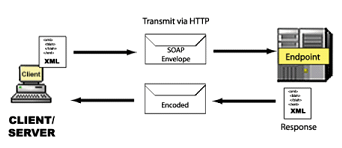 Transmit via HTTP
XML
SOAP
Envelope
Endpoint
Client
Encoded
XML
CLIENT/
SERVER
Response